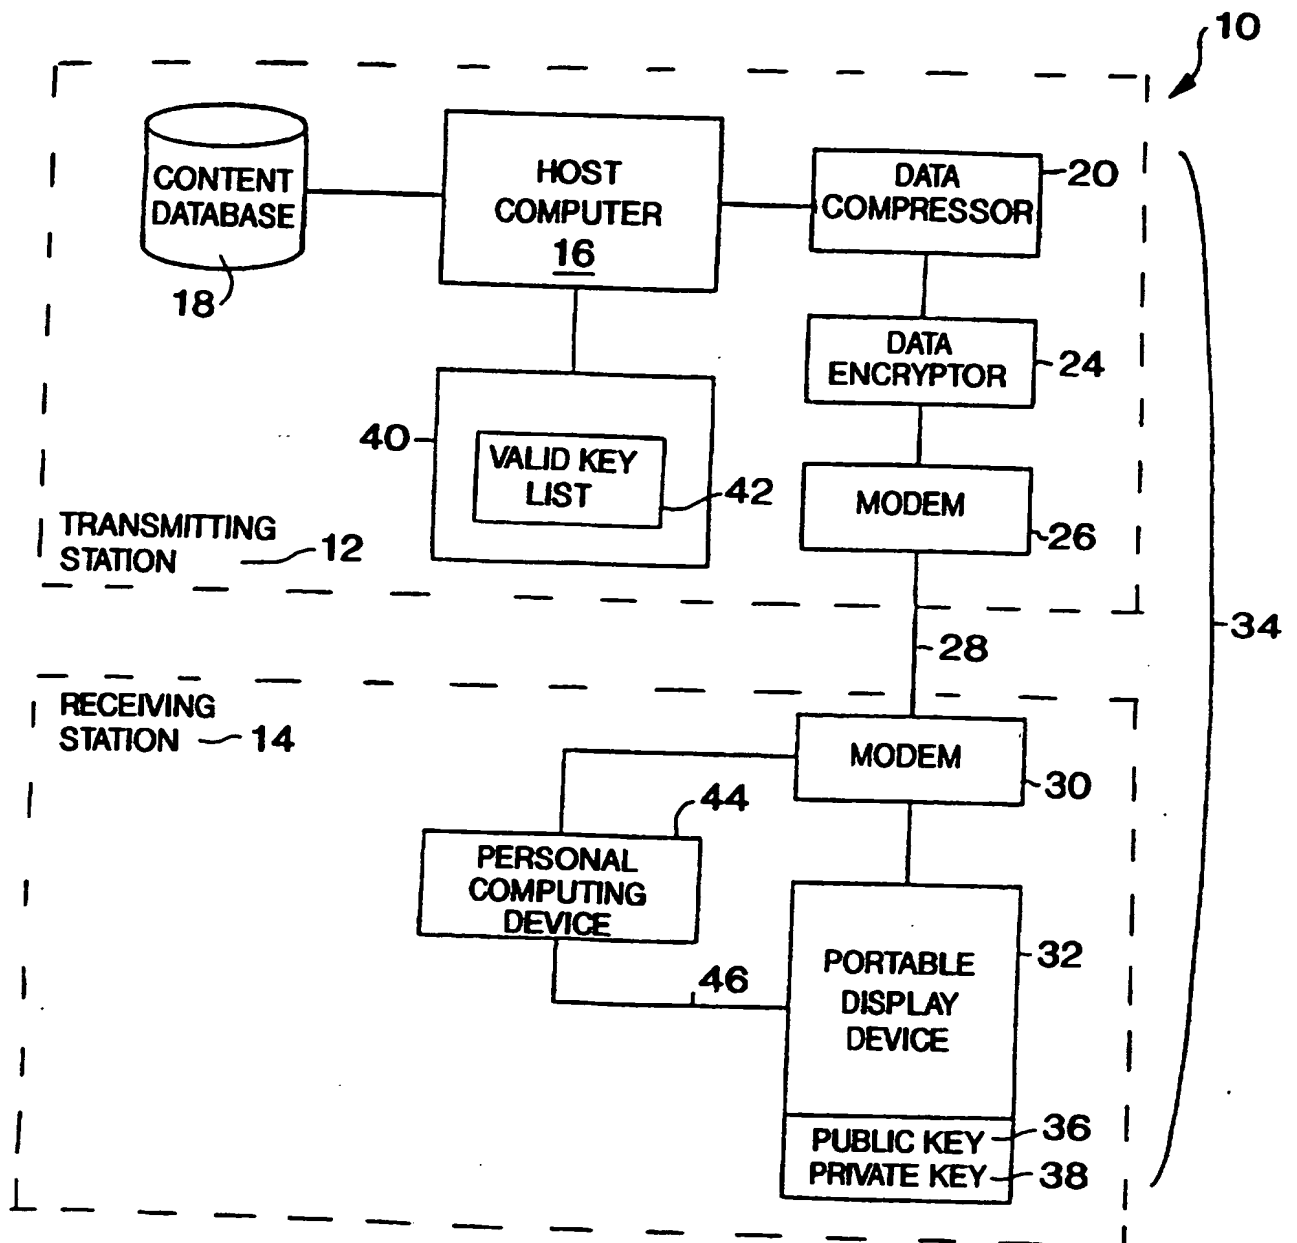 10
CONTENT
DATABASE
18
HOST
COMPUTER
16
DATA
COMPRESSOR
20
DATA
ENCRYPTOR
24
40
VALID KEY
LIST
42
MODEM
26
TRANSMITTING
STATION
12
28
34
RECEIVING
STATION
14
MODEM
30
44
PERSONAL
COMPUTING
DEVICE
46
PORTABLE
DISPLAY
DEVICE
32
PUBLIC KEY
36
PRIVATE KEY
38